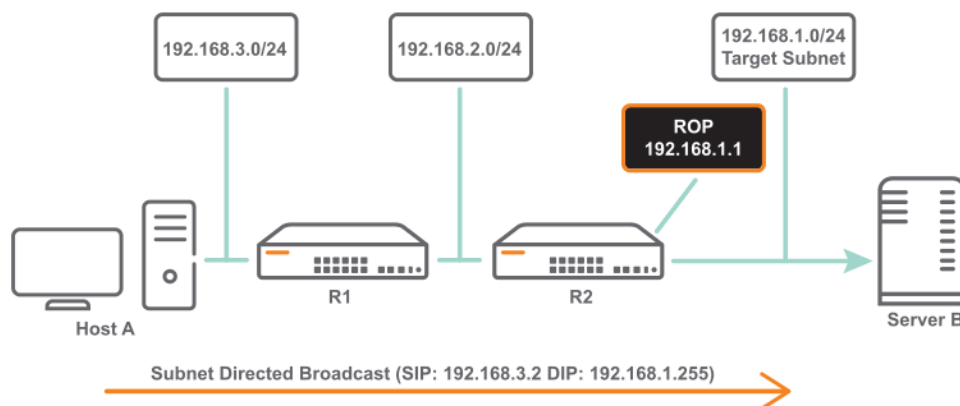 192.168.3.0/24
192.168.2.0/24
192.168.1.0/24
Target Subnet
ROP
192.168.1.1
R1
R2
Host A
Server B
Subnet Directed Broadcast (SIP: 192.168.3.2 DIP: 192.168.1.255)